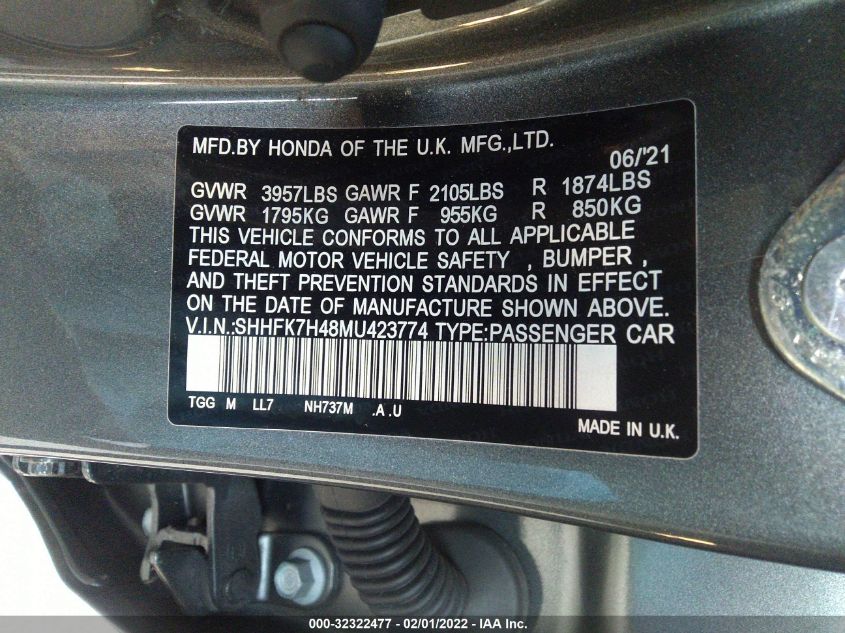 MFD.BY HONDA OF THE U.K. MFG.,LTD.
06/'21
GVWR 3957LBS GAWR F 2105LBS R 1874LBS
GVWR 1795KG GAWR F 955KG R 850KG
THIS VEHICLE CONFORMS TO ALL APPLICABLE
FEDERAL MOTOR VEHICLE SAFETY , BUMPER ,
AND THEFT PREVENTION STANDARDS IN EFFECT
ON THE DATE OF MANUFACTURE SHOWN ABOVE.
V.I.N.:SHHFK7H48MU423774 TYPE:PASSENGER CAR
TGG M LL7 NH737M .A .U
MADE IN U.K.
000-32322477 - 02/01/2022 - IAA Inc.